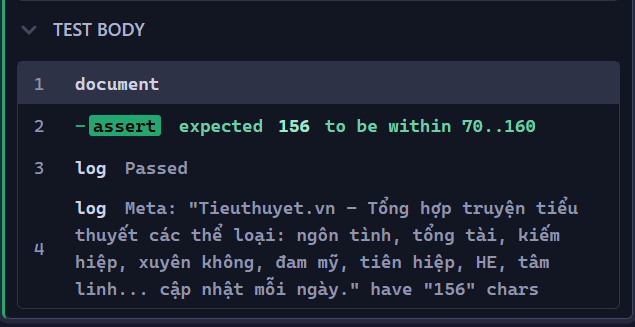 TEST BODY
1 document
2 -assert expected 156 to be within 70..160
3 log Passed
4 log Meta: "Tieuthuyet.vn – Tổng hợp truyện tiểu
thuyết các thể loại: ngôn tình, tổng tài, kiếm
hiệp, xuyên không, đam mỹ, tiên hiệp, HE, tâm
linh... cập nhật mỗi ngày." have "156" chars